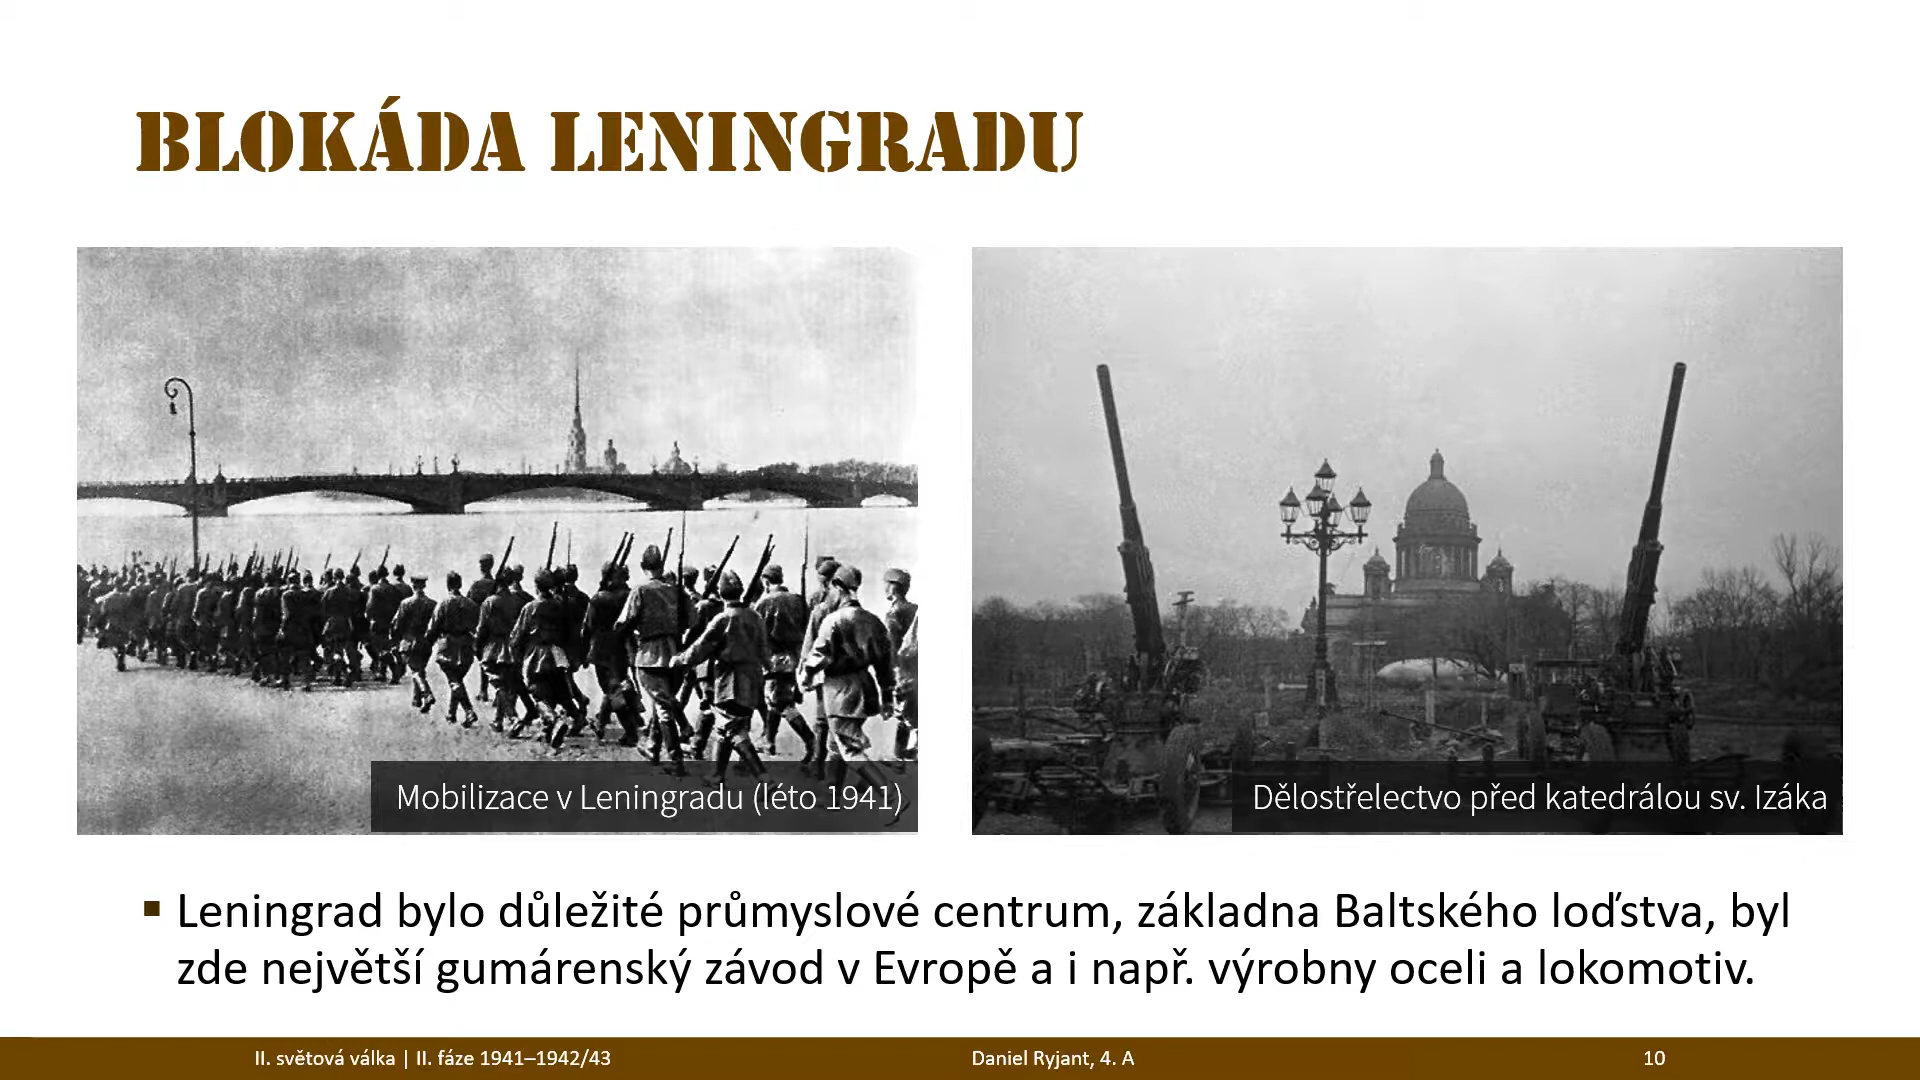 BLOKÁDA LENINGRADU
Mobilizace v Leningradu (léto 1941)
Dělostřelectvo před katedrálou sv. Izáka
▪ Leningrad bylo důležité průmyslové centrum, základna Baltského loďstva, byl
zde největší gumárenský závod v Evropě a i např. výrobny oceli a lokomotiv.
II. světová válka | II. fáze 1941–1942/43
Daniel Ryjant, 4. A
10